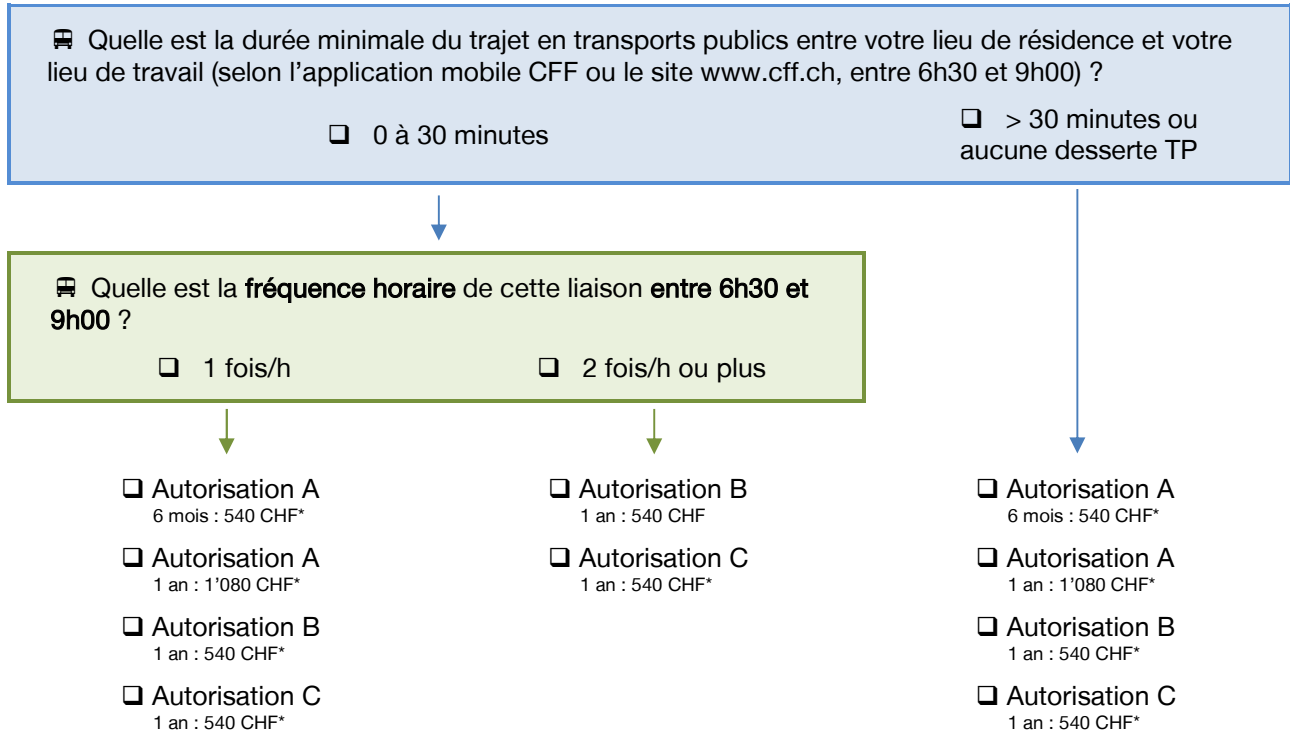 🚍 Quelle est la durée minimale du trajet en transports publics entre votre lieu de résidence et votre
lieu de travail (selon l'application mobile CFF ou le site www.cff.ch, entre 6h30 et 9h00) ?
❑ 0 à 30 minutes
❑ > 30 minutes ou
aucune desserte TP
🚍 Quelle est la fréquence horaire de cette liaison entre 6h30 et
9h00 ?
❑ 1 fois/h
❑ 2 fois/h ou plus
❑ Autorisation A
6 mois : 540 CHF*
❑ Autorisation A
1 an : 1'080 CHF*
❑ Autorisation B
1 an : 540 CHF*
❑ Autorisation C
1 an : 540 CHF*
❑ Autorisation B
1 an : 540 CHF
❑ Autorisation C
1 an : 540 CHF*
❑ Autorisation A
6 mois : 540 CHF*
❑ Autorisation A
1 an : 1'080 CHF*
❑ Autorisation B
1 an : 540 CHF*
❑ Autorisation C
1 an : 540 CHF*